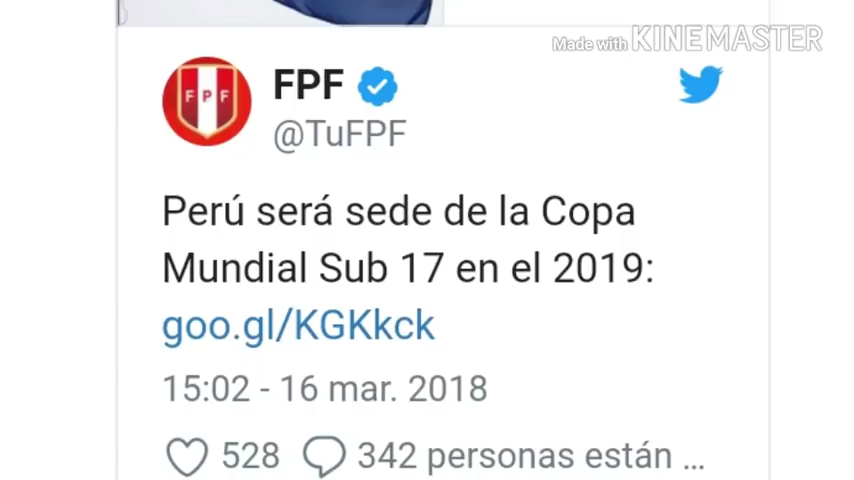 Made with KINEMASTER
FPF
FPF
@TuFPF
Perú será sede de la Copa
Mundial Sub 17 en el 2019:
goo.gl/KGKkck
15:02 - 16 mar. 2018
528 342 personas están ...